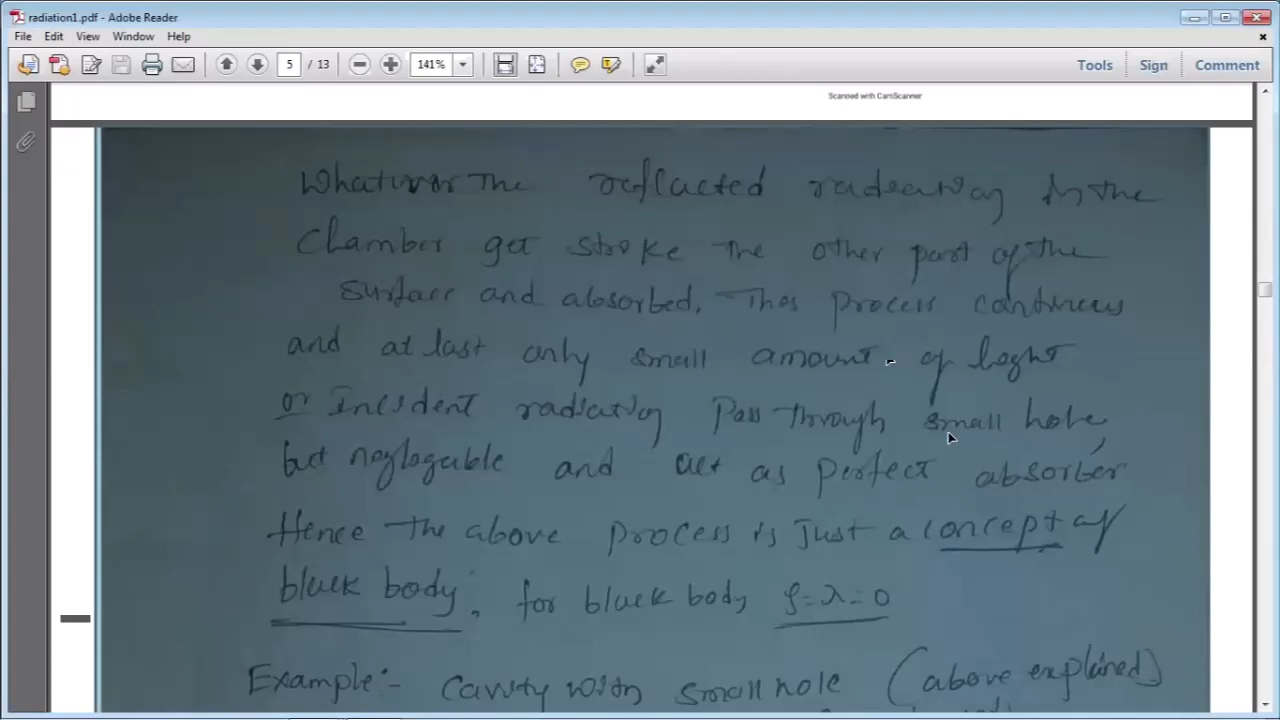 radiation1.pdf - Adobe Reader
File Edit View Window Help
5 / 13 141% Tools Sign Comment
Scanned with CamScanner
Whatever the reflected radiation in the
Chamber get stroke the other part of the
surface and absorbed. This process continues
and at last only small amount of light
or Incident radiation Pass through small hole,
but neglegable and act as perfect absorber
Hence the above process is just a concept of
black body. for black body ρ=λ=0
Example:- Cavity with small hole (above explained)